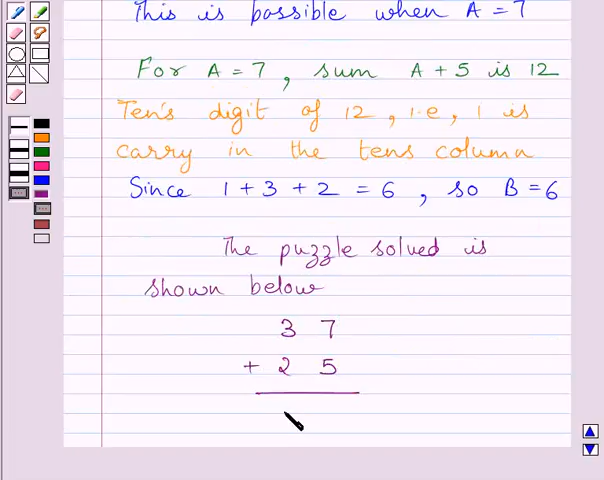 This is possible when A = 7
For A = 7 , sum A + 5 is 12
Ten's digit of 12 , i.e , 1 is
carry in the tens column
Since 1 + 3 + 2 = 6 , so B = 6
The puzzle solved is
shown below
3 7
+ 2 5